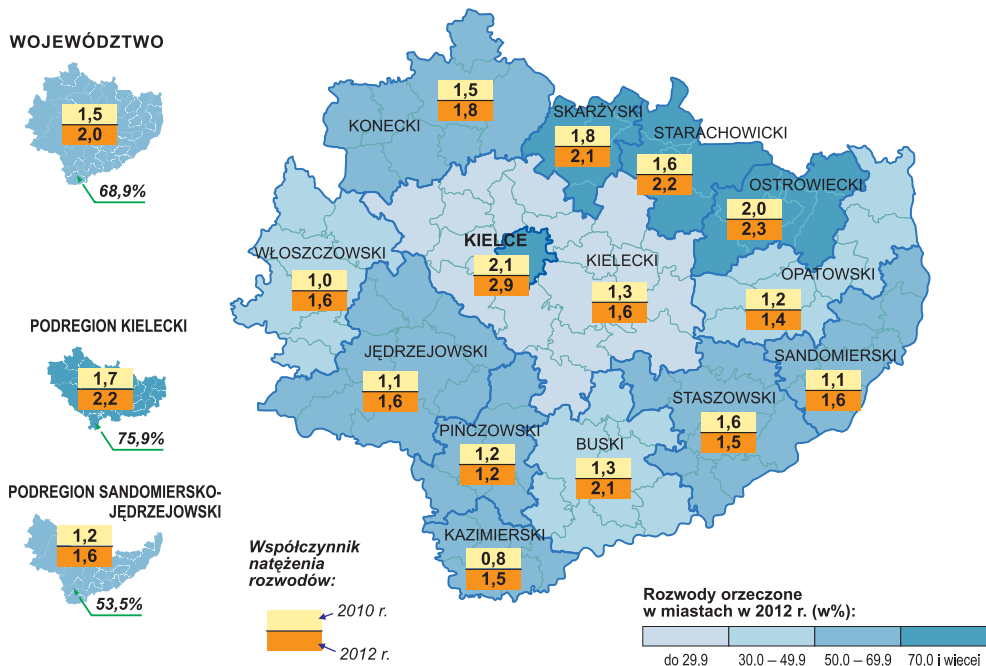 WOJEWÓDZTWO
1,5
2,0
68,9%
PODREGION KIELECKI
1,7
2,2
75,9%
PODREGION SANDOMIERSKO-
JĘDRZEJOWSKI
1,2
1,6
53,5%
KONECKI
1,5
1,8
SKARŻYSKI
1,8
2,1
STARACHOWICKI
1,6
2,2
OSTROWIECKI
2,0
2,3
WŁOSZCZOWSKI
1,0
1,6
KIELCE
2,1
2,9
KIELECKI
1,3
1,6
OPATOWSKI
1,2
1,4
JĘDRZEJOWSKI
1,1
1,6
SANDOMIERSKI
1,1
1,6
STASZOWSKI
1,6
1,5
PIŃCZOWSKI
1,2
1,2
BUSKI
1,3
2,1
KAZIMIERSKI
0,8
1,5
Współczynnik
natężenia
rozwodów:
2010 r.
2012 r.
Rozwody orzeczone
w miastach w 2012 r. (w%):
do 29.9 30.0 – 49.9 50.0 – 69.9 70.0 i więcej